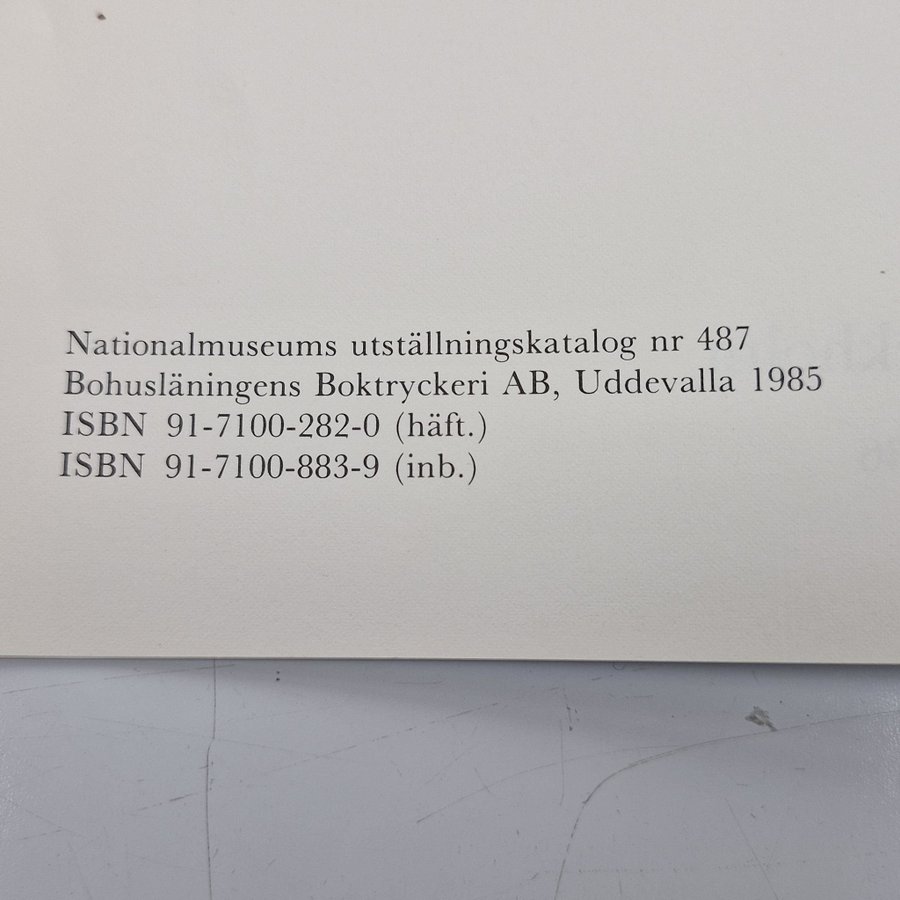 Nationalmuseums utställningskatalog nr 487
Bohusläningens Boktryckeri AB, Uddevalla 1985
ISBN 91-7100-282-0 (häft.)
ISBN 91-7100-883-9 (inb.)